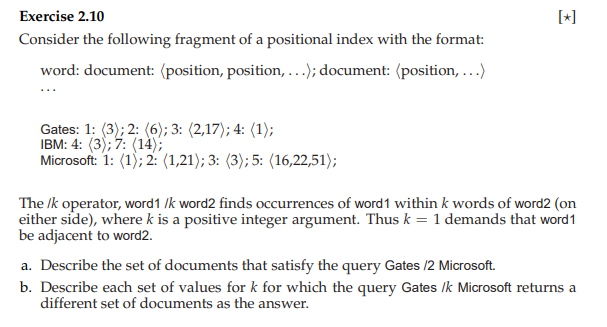 Exercise 2.10 [⋆]
Consider the following fragment of a positional index with the format:
word: document: ⟨position, position, . . .⟩; document: ⟨position, . . .⟩
. . .
Gates: 1: ⟨3⟩; 2: ⟨6⟩; 3: ⟨2,17⟩; 4: ⟨1⟩;
IBM: 4: ⟨3⟩; 7: ⟨14⟩;
Microsoft: 1: ⟨1⟩; 2: ⟨1,21⟩; 3: ⟨3⟩; 5: ⟨16,22,51⟩;
The /k operator, word1 /k word2 finds occurrences of word1 within k words of word2 (on
either side), where k is a positive integer argument. Thus k = 1 demands that word1
be adjacent to word2.
a. Describe the set of documents that satisfy the query Gates /2 Microsoft.
b. Describe each set of values for k for which the query Gates /k Microsoft returns a
different set of documents as the answer.